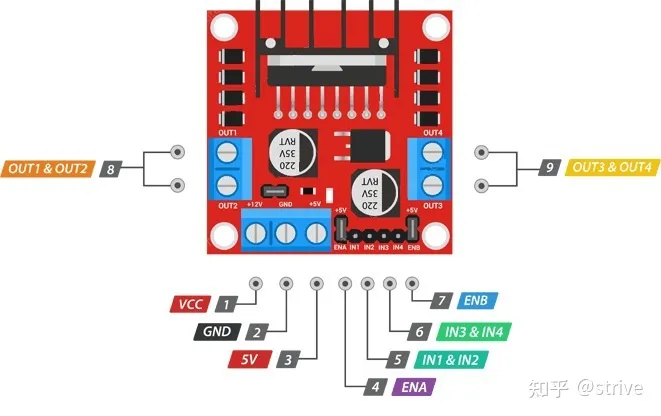 OUT1
OUT4
220
35V
RVT
OUT1 & OUT2 8
9 OUT3 & OUT4
220
35V
RVT
OUT2
OUT3
+12V GND +5V
+5V +5V
ENA IN1 IN2 IN3 IN4 ENB
VCC 1
7 ENB
GND 2
6 IN3 & IN4
5V 3
5 IN1 & IN2
4 ENA
知乎 @strive